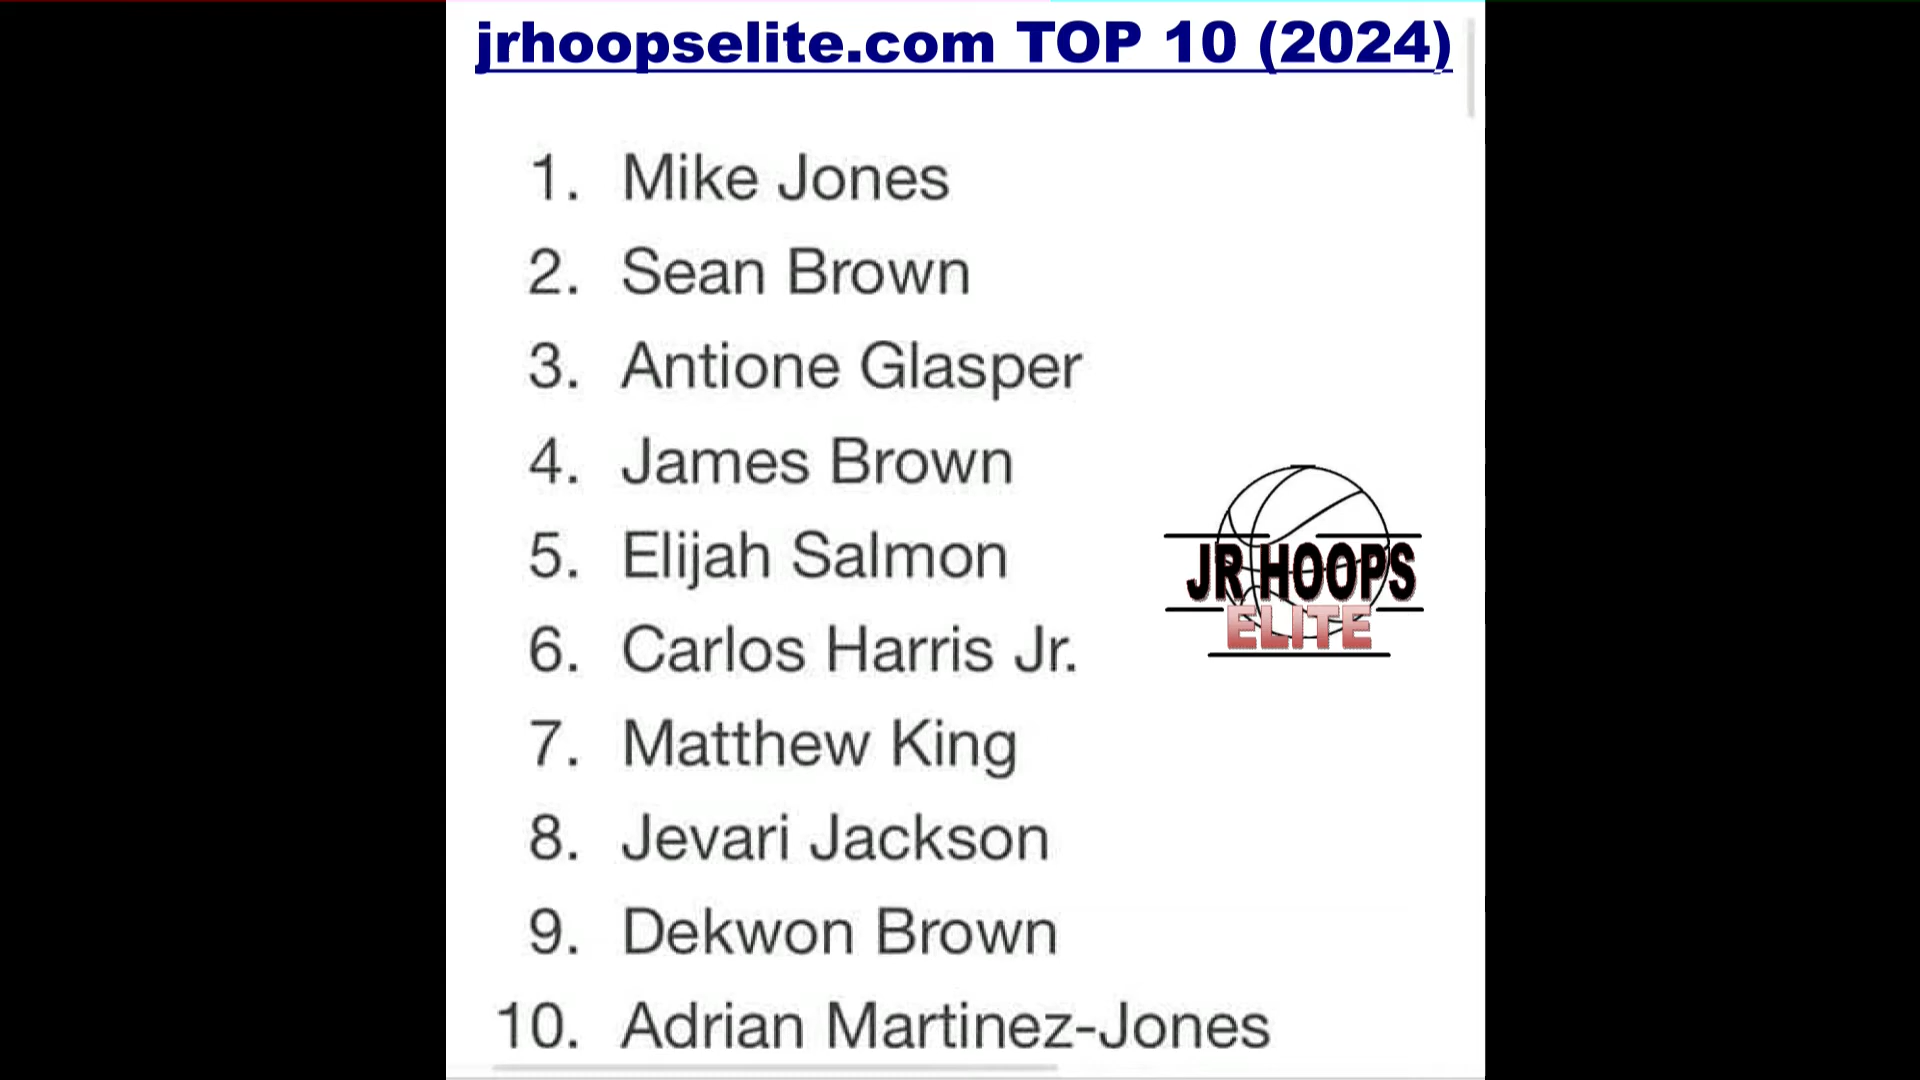 jrhoopselite.com TOP 10 (2024)
1. Mike Jones
2. Sean Brown
3. Antione Glasper
4. James Brown
5. Elijah Salmon
6. Carlos Harris Jr.
7. Matthew King
8. Jevari Jackson
9. Dekwon Brown
10. Adrian Martinez-Jones
JR HOOPS
ELITE